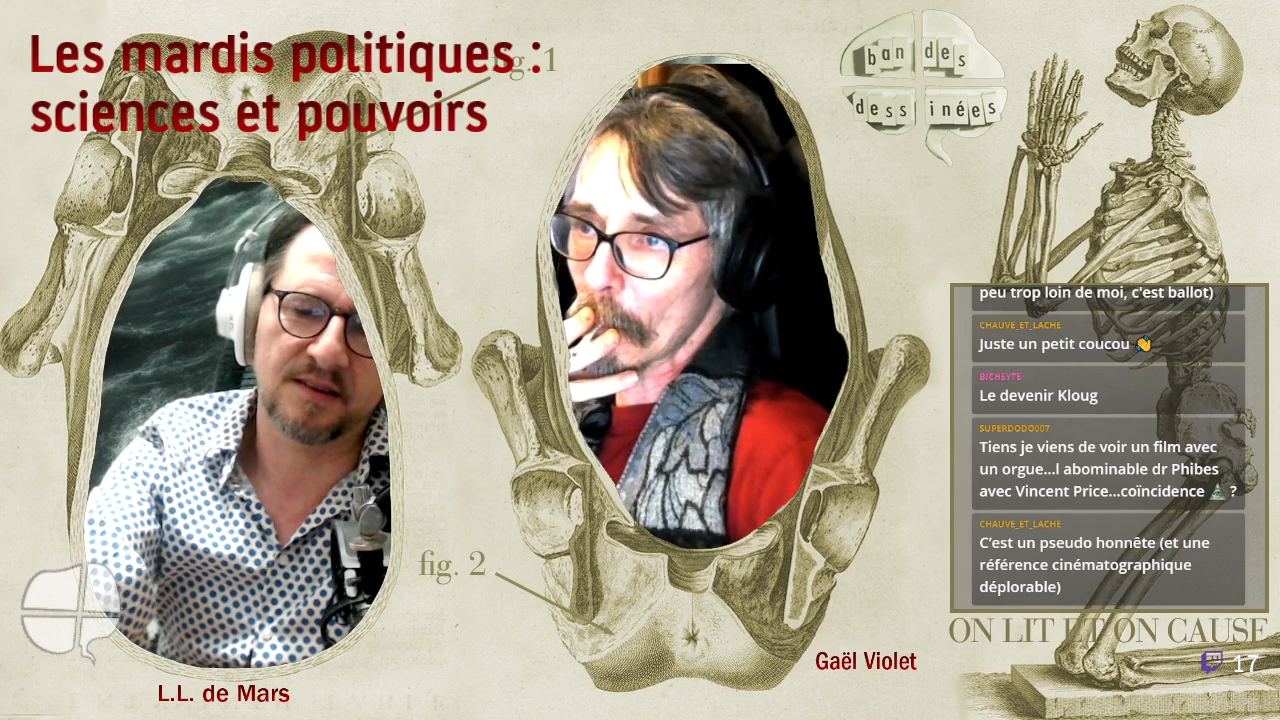 Les mardis politiques :
sciences et pouvoirs
fig. 1
ban des
dess inées
peu trop loin de moi, c'est ballot)
CHAUVE_ET_LACHE
Juste un petit coucou 👋
BICHEYTE
Le devenir Kloug
SUPERDODO007
Tiens je viens de voir un film avec
un orgue...l abominable dr Phibes
avec Vincent Price...coïncidence ?
CHAUVE_ET_LACHE
C'est un pseudo honnête (et une
référence cinématographique
déplorable)
fig. 2
ON LIT ET ON CAUSE
17
Gaël Violet
L.L. de Mars